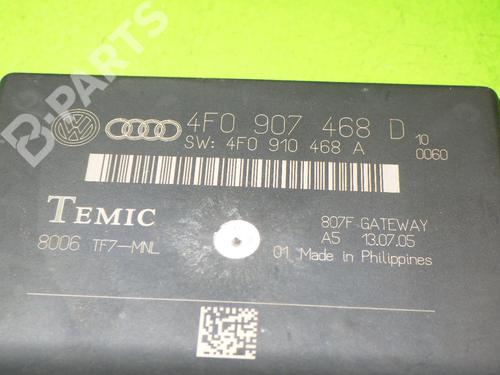 4F0 907 468 D 10
SW: 4F0 910 468 A 0060
TEMIC
807F GATEWAY
8006 TF7-MNL
A5 13.07.05
01 Made in Philippines
B-PARTS